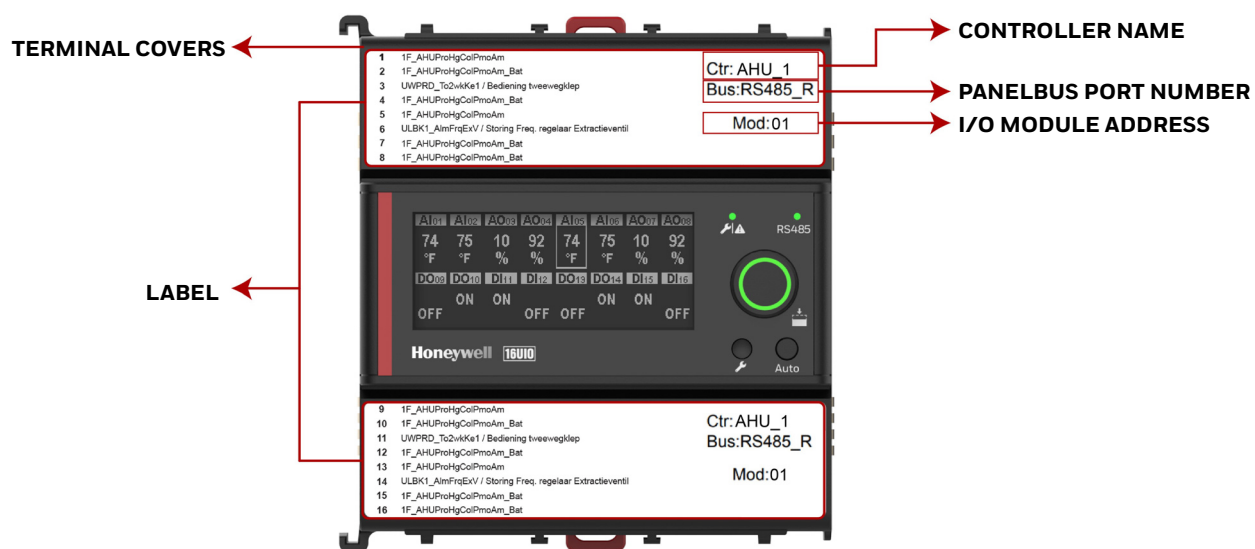 TERMINAL COVERS
CONTROLLER NAME
PANELBUS PORT NUMBER
I/O MODULE ADDRESS
LABEL
1 1F_AHUProHgColPmoAm
2 1F_AHUProHgColPmoAm_Bat
3 UWPRD_To2wkKe1 / Bediening tweewegklep
4 1F_AHUProHgColPmoAm_Bat
5 1F_AHUProHgColPmoAm
6 ULBK1_AlmFrqExV / Storing Freq. regelaar Extractieventil
7 1F_AHUProHgColPmoAm_Bat
8 1F_AHUProHgColPmoAm_Bat
Ctr: AHU_1
Bus:RS485_R
Mod:01
AI01 AI02 AO03 AO04 AI05 AI06 AO07 AO08
74 75 10 92 74 75 10 92
°F °F % % °F °F % %
DO09 DO10 DI11 DI12 DO13 DO14 DI15 DI16
ON ON ON ON
OFF OFF OFF OFF
RS485
Honeywell 16UIO
Auto
9 1F_AHUProHgColPmoAm
10 1F_AHUProHgColPmoAm_Bat
11 UWPRD_To2wkKe1 / Bediening tweewegklep
12 1F_AHUProHgColPmoAm_Bat
13 1F_AHUProHgColPmoAm
14 ULBK1_AlmFrqExV / Storing Freq. regelaar Extractieventil
15 1F_AHUProHgColPmoAm_Bat
16 1F_AHUProHgColPmoAm_Bat
Ctr: AHU_1
Bus:RS485_R
Mod:01